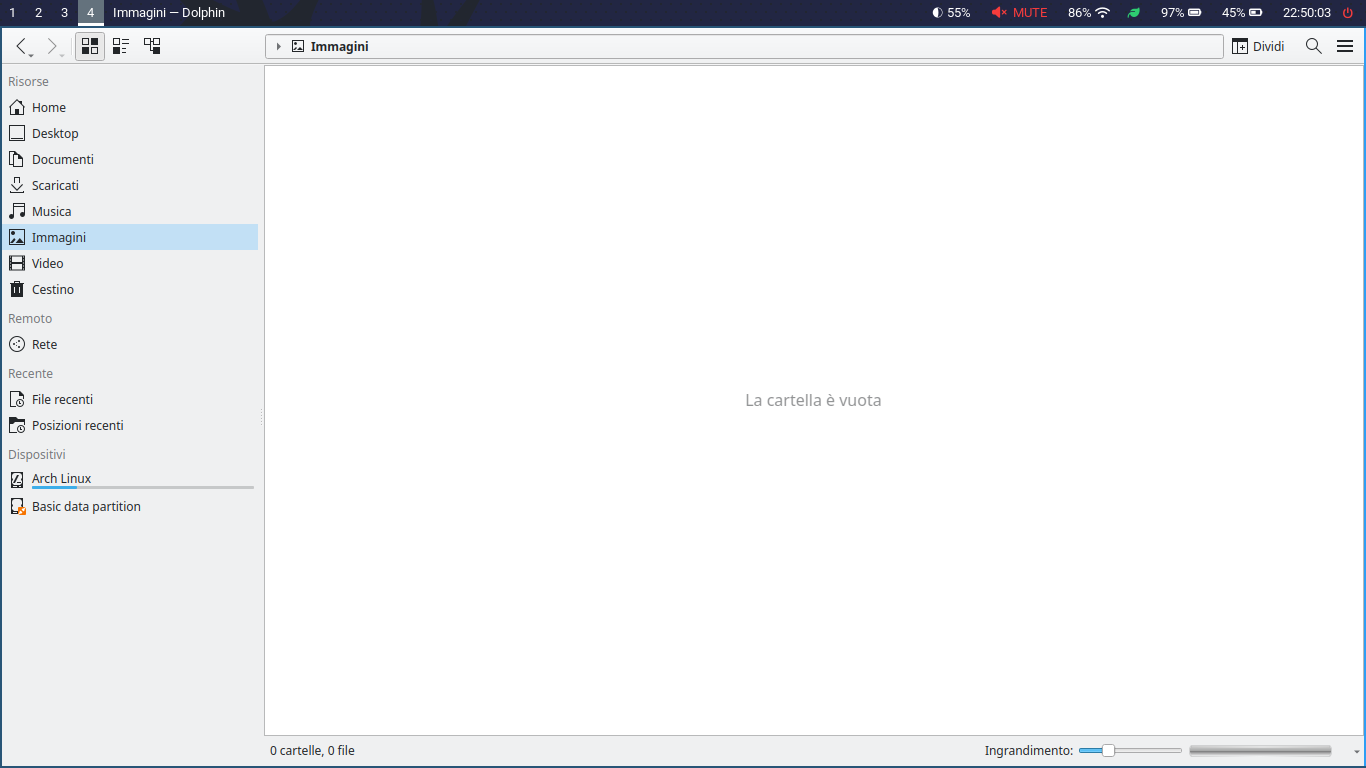 1 2 3 4 Immagini — Dolphin 55% MUTE 86% 97% 45% 22:50:03
Immagini Dividi
Risorse
Home
Desktop
Documenti
Scaricati
Musica
Immagini
Video
Cestino
Remoto
Rete
Recente
File recenti
Posizioni recenti
Dispositivi
Arch Linux
Basic data partition
La cartella è vuota
0 cartelle, 0 file Ingrandimento: